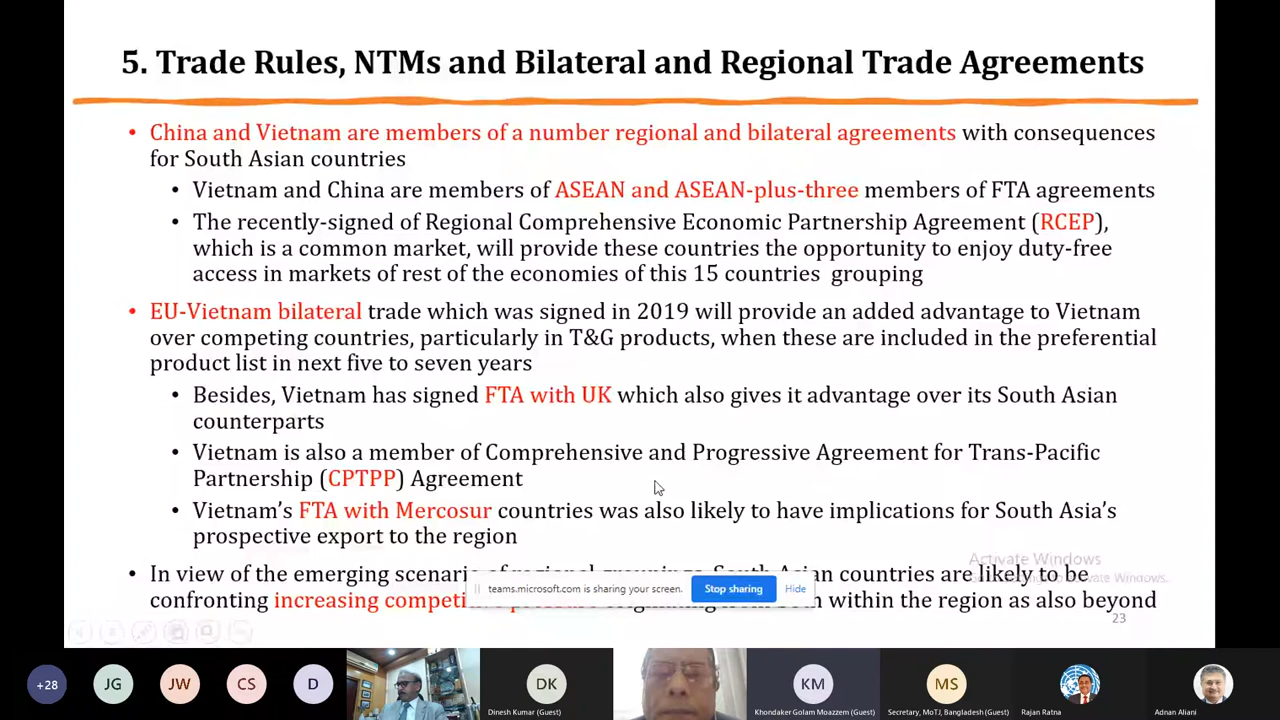 5. Trade Rules, NTMs and Bilateral and Regional Trade Agreements
• China and Vietnam are members of a number regional and bilateral agreements with consequences
for South Asian countries
• Vietnam and China are members of ASEAN and ASEAN-plus-three members of FTA agreements
• The recently-signed of Regional Comprehensive Economic Partnership Agreement (RCEP),
which is a common market, will provide these countries the opportunity to enjoy duty-free
access in markets of rest of the economies of this 15 countries grouping
• EU-Vietnam bilateral trade which was signed in 2019 will provide an added advantage to Vietnam
over competing countries, particularly in T&G products, when these are included in the preferential
product list in next five to seven years
• Besides, Vietnam has signed FTA with UK which also gives it advantage over its South Asian
counterparts
• Vietnam is also a member of Comprehensive and Progressive Agreement for Trans-Pacific
Partnership (CPTPP) Agreement
• Vietnam's FTA with Mercosur countries was also likely to have implications for South Asia's
prospective export to the region
Activate Windows
• In view of the emerging scenario of regional groupings, South Asian countries are likely to be
teams.microsoft.com is sharing your screen. Stop sharing Hide
confronting increasing within the region as also beyond
23
+28 JG JW CS D DK KM MS
Dinesh Kumar (Guest) Khondaker Golam Moazzem (Guest) Secretary, MoTJ, Bangladesh (Guest) Rajan Ratna Adnan Aliani